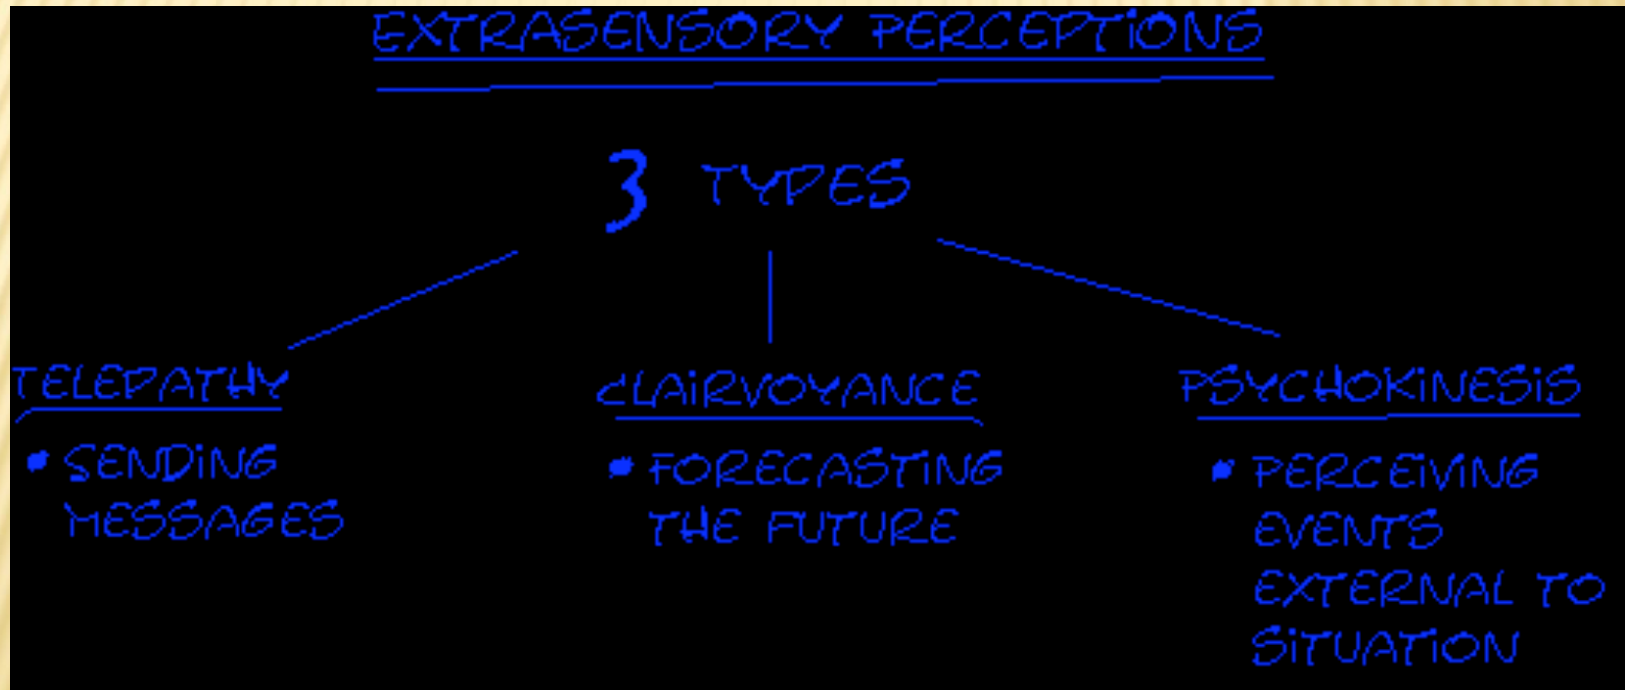 EXTRASENSORY PERCEPTIONS
3 TYPES
TELEPATHY
• SENDING
MESSAGES
CLAIRVOYANCE
• FORECASTING
THE FUTURE
PSYCHOKINESIS
• PERCEIVING
EVENTS
EXTERNAL TO
SITUATION